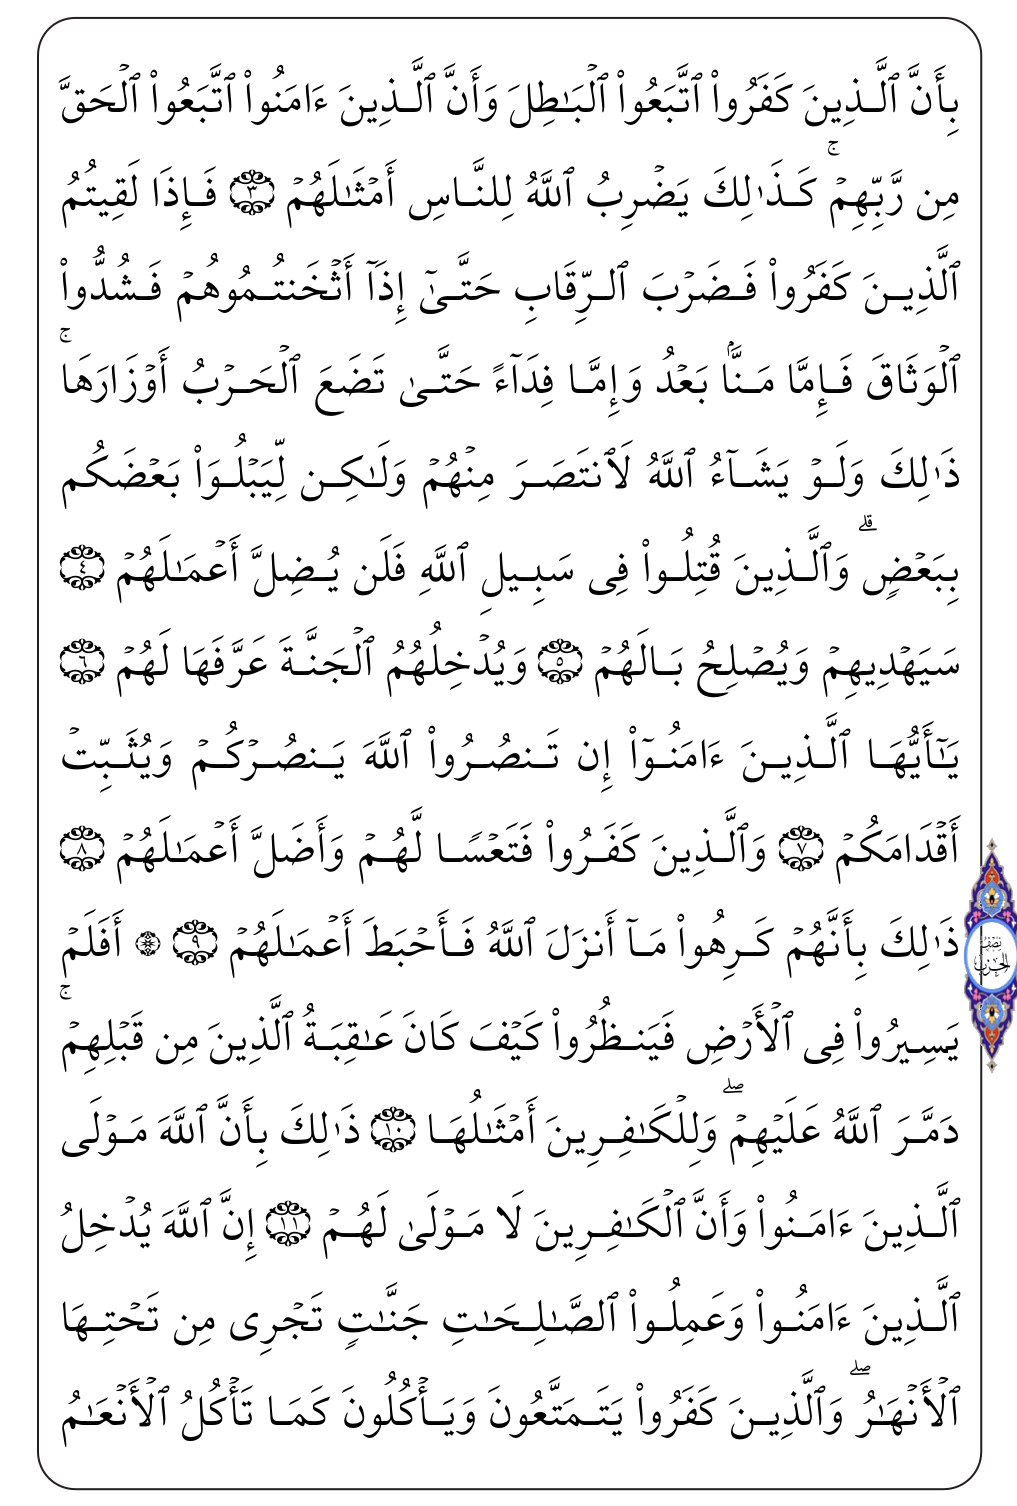 بِأَنَّ ٱلَّذِينَ كَفَرُوا۟ ٱتَّبَعُوا۟ ٱلْبَـٰطِلَ وَأَنَّ ٱلَّذِينَ ءَامَنُوا۟ ٱتَّبَعُوا۟ ٱلْحَقَّ
مِن رَّبِّهِمْ ۚ كَذَٰلِكَ يَضْرِبُ ٱللَّهُ لِلنَّاسِ أَمْثَـٰلَهُمْ ٣ فَإِذَا لَقِيتُمُ
ٱلَّذِينَ كَفَرُوا۟ فَضَرْبَ ٱلرِّقَابِ حَتَّىٰٓ إِذَآ أَثْخَنتُمُوهُمْ فَشُدُّوا۟
ٱلْوَثَاقَ فَإِمَّا مَنًّۢا بَعْدُ وَإِمَّا فِدَآءً حَتَّىٰ تَضَعَ ٱلْحَرْبُ أَوْزَارَهَا ۚ
ذَٰلِكَ وَلَوْ يَشَآءُ ٱللَّهُ لَٱنتَصَرَ مِنْهُمْ وَلَـٰكِن لِّيَبْلُوَا۟ بَعْضَكُم
بِبَعْضٍ ۗ وَٱلَّذِينَ قُتِلُوا۟ فِى سَبِيلِ ٱللَّهِ فَلَن يُضِلَّ أَعْمَـٰلَهُمْ ٤
سَيَهْدِيهِمْ وَيُصْلِحُ بَالَهُمْ ٥ وَيُدْخِلُهُمُ ٱلْجَنَّةَ عَرَّفَهَا لَهُمْ ٦
يَـٰٓأَيُّهَا ٱلَّذِينَ ءَامَنُوٓا۟ إِن تَنصُرُوا۟ ٱللَّهَ يَنصُرْكُمْ وَيُثَبِّتْ
أَقْدَامَكُمْ ٧ وَٱلَّذِينَ كَفَرُوا۟ فَتَعْسًا لَّهُمْ وَأَضَلَّ أَعْمَـٰلَهُمْ ٨
ذَٰلِكَ بِأَنَّهُمْ كَرِهُوا۟ مَآ أَنزَلَ ٱللَّهُ فَأَحْبَطَ أَعْمَـٰلَهُمْ ٩ ۞ أَفَلَمْ
نِصْف
الحِزْب
يَسِيرُوا۟ فِى ٱلْأَرْضِ فَيَنظُرُوا۟ كَيْفَ كَانَ عَـٰقِبَةُ ٱلَّذِينَ مِن قَبْلِهِمْ ۚ
دَمَّرَ ٱللَّهُ عَلَيْهِمْ ۖ وَلِلْكَـٰفِرِينَ أَمْثَـٰلُهَا ١٠ ذَٰلِكَ بِأَنَّ ٱللَّهَ مَوْلَى
ٱلَّذِينَ ءَامَنُوا۟ وَأَنَّ ٱلْكَـٰفِرِينَ لَا مَوْلَىٰ لَهُمْ ١١ إِنَّ ٱللَّهَ يُدْخِلُ
ٱلَّذِينَ ءَامَنُوا۟ وَعَمِلُوا۟ ٱلصَّـٰلِحَـٰتِ جَنَّـٰتٍ تَجْرِى مِن تَحْتِهَا
ٱلْأَنْهَـٰرُ ۖ وَٱلَّذِينَ كَفَرُوا۟ يَتَمَتَّعُونَ وَيَأْكُلُونَ كَمَا تَأْكُلُ ٱلْأَنْعَـٰمُ